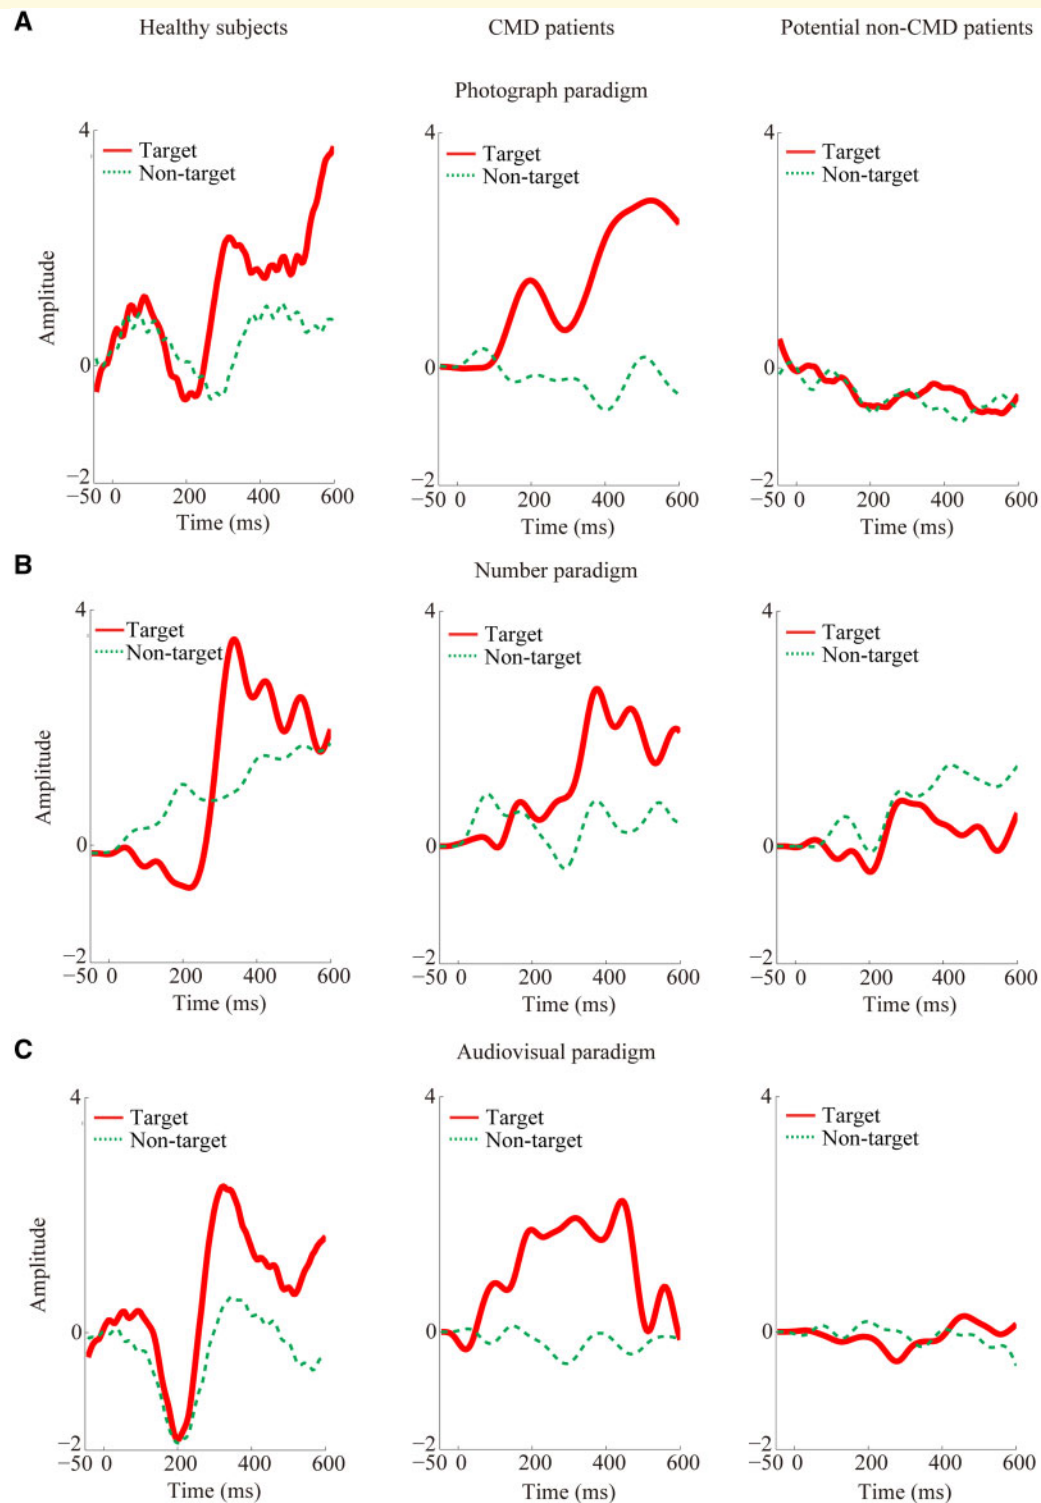 A
Healthy subjects CMD patients Potential non-CMD patients
Photograph paradigm
4 4 4
Target Target Target
Non-target Non-target Non-target
Amplitude
0 0 0
−2 −2 −2
−50 0 200 400 600 −50 0 200 400 600 −50 0 200 400 600
Time (ms) Time (ms) Time (ms)
B
Number paradigm
4 4 4
Target Target Target
Non-target Non-target Non-target
Amplitude
0 0 0
−2 −2 −2
−50 0 200 400 600 −50 0 200 400 600 −50 0 200 400 600
Time (ms) Time (ms) Time (ms)
C
Audiovisual paradigm
4 4 4
Target Target Target
Non-target Non-target Non-target
Amplitude
0 0 0
−2 −2 −2
−50 0 200 400 600 −50 0 200 400 600 −50 0 200 400 600
Time (ms) Time (ms) Time (ms)